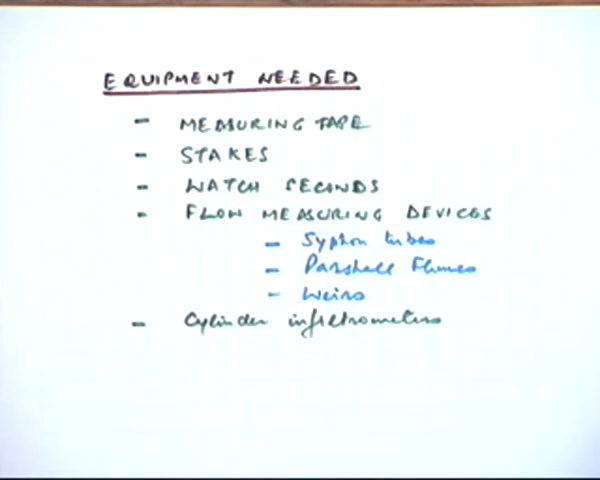 EQUIPMENT NEEDED
- MEASURING TAPE
- STAKES
- WATCH SECONDS
- FLOW MEASURING DEVICES
- Syphon tubes
- Parshall Flumes
- Weirs
- Cylinder infiltrometers